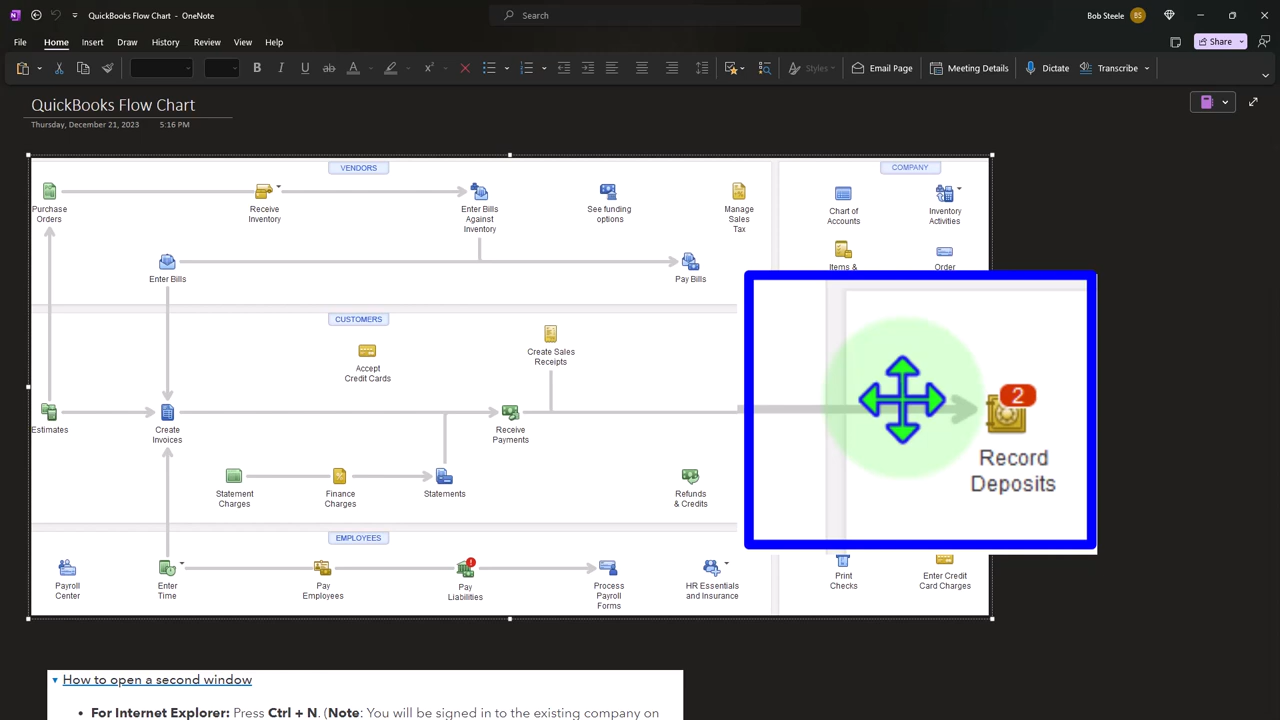 QuickBooks Flow Chart - OneNote
Search
Bob Steele
BS
File
Home
Insert
Draw
History
Review
View
Help
Share
B
I
U
ab
A
x
Styles
Email Page
Meeting Details
Dictate
Transcribe
QuickBooks Flow Chart
Thursday, December 21, 2023
5:16 PM
VENDORS
COMPANY
Purchase
Orders
Receive
Inventory
Enter Bills
Against
Inventory
See funding
options
Manage
Sales
Tax
Chart of
Accounts
Inventory
Activities
Enter Bills
Pay Bills
Items &
Order
CUSTOMERS
Accept
Credit Cards
Create Sales
Receipts
2
Record
Deposits
Estimates
Create
Invoices
Receive
Payments
Statement
Charges
Finance
Charges
Statements
Refunds
& Credits
EMPLOYEES
Payroll
Center
Enter
Time
Pay
Employees
Pay
Liabilities
Process
Payroll
Forms
HR Essentials
and Insurance
Print
Checks
Enter Credit
Card Charges
How to open a second window
• For Internet Explorer: Press Ctrl + N. (Note: You will be signed in to the existing company on